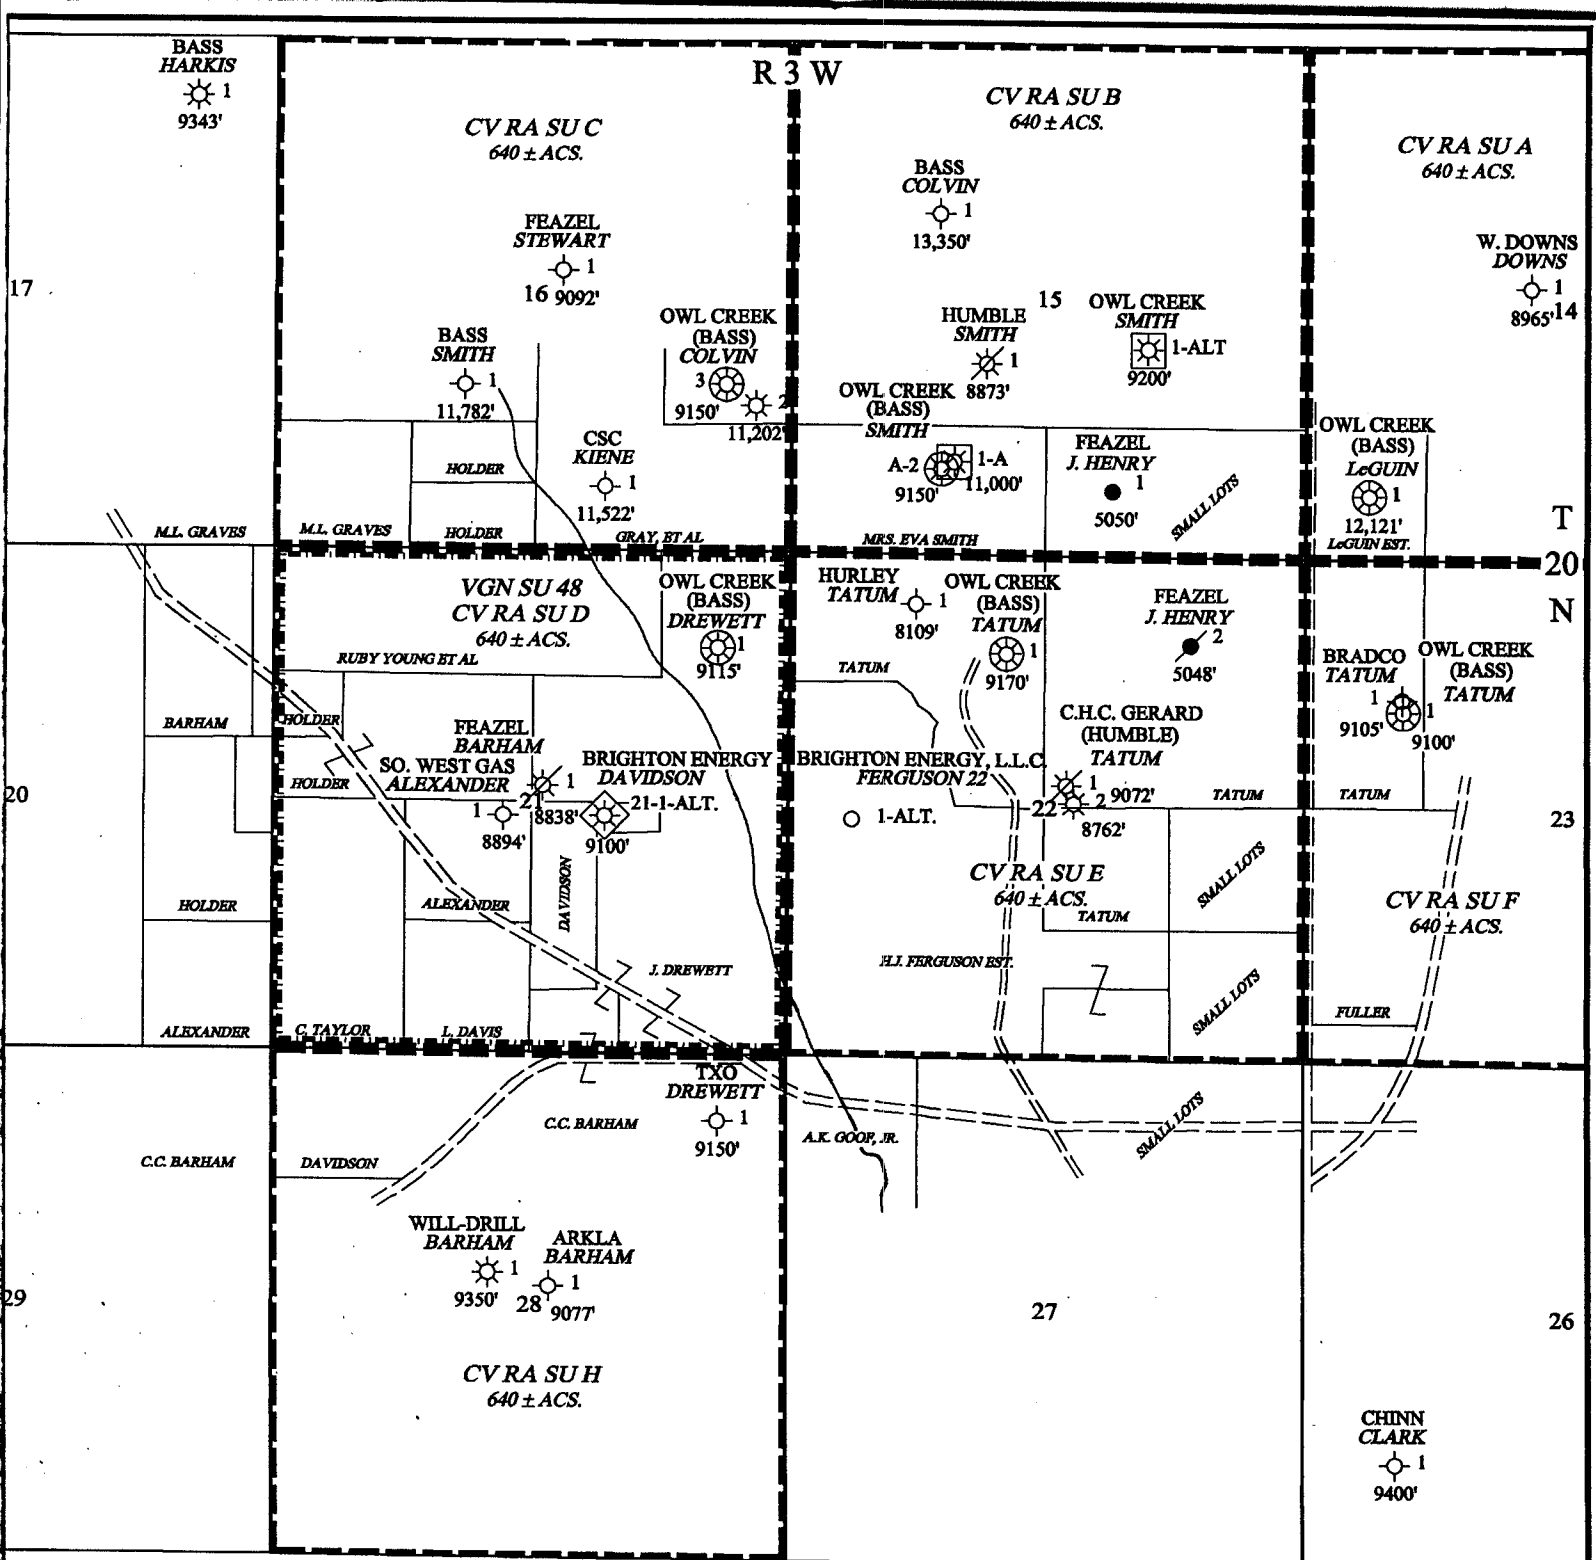 R 3 W
BASS
HARKIS
1
9343'
CV RA SU C
640 ± ACS.
CV RA SU B
640 ± ACS.
CV RA SU A
640 ± ACS.
BASS
COLVIN
1
13,350'
FEAZEL
STEWART
1
16 9092'
W. DOWNS
DOWNS
1
8965' 14
17
15
BASS
SMITH
1
11,782'
OWL CREEK
(BASS)
COLVIN
3
9150'
2
11,202'
HUMBLE
SMITH
1
8873'
OWL CREEK
SMITH
1-ALT
9200'
OWL CREEK
(BASS)
SMITH
A-2
9150'
1-A
11,000'
CSC
KIENE
1
11,522'
HOLDER
FEAZEL
J. HENRY
1
5050'
SMALL LOTS
OWL CREEK
(BASS)
LeGUIN
1
12,121'
LeGUIN EST.
M.L. GRAVES
M.L. GRAVES
HOLDER
GRAY, ET AL
MRS. EVA SMITH
T
20
N
VGN SU 48
CV RA SU D
640 ± ACS.
OWL CREEK
(BASS)
DREWETT
1
9115'
HURLEY
TATUM
1
8109'
OWL CREEK
(BASS)
TATUM
1
9170'
FEAZEL
J. HENRY
2
5048'
RUBY YOUNG ET AL
TATUM
BRADCO
TATUM
1
9105'
OWL CREEK
(BASS)
TATUM
1
9100'
BARHAM
HOLDER
FEAZEL
BARHAM
1
8838'
SO. WEST GAS
ALEXANDER
1
8894'
21
BRIGHTON ENERGY
DAVIDSON
21-1-ALT.
9100'
BRIGHTON ENERGY, L.L.C.
FERGUSON 22
1-ALT.
C.H.C. GERARD
(HUMBLE)
TATUM
1
9072'
2
8762'
22
HOLDER
TATUM
TATUM
20
23
CV RA SU E
640 ± ACS.
CV RA SU F
640 ± ACS.
SMALL LOTS
HOLDER
ALEXANDER
DAVIDSON
TATUM
J. DREWETT
H.J. FERGUSON EST.
SMALL LOTS
ALEXANDER
C. TAYLOR
L. DAVIS
FULLER
TXO
DREWETT
1
9150'
C.C. BARHAM
A.K. GOOF, JR.
SMALL LOTS
C.C. BARHAM
DAVIDSON
WILL-DRILL
BARHAM
1
9350'
ARKLA
BARHAM
1
28 9077'
29
27
26
CV RA SU H
640 ± ACS.
CHINN
CLARK
1
9400'